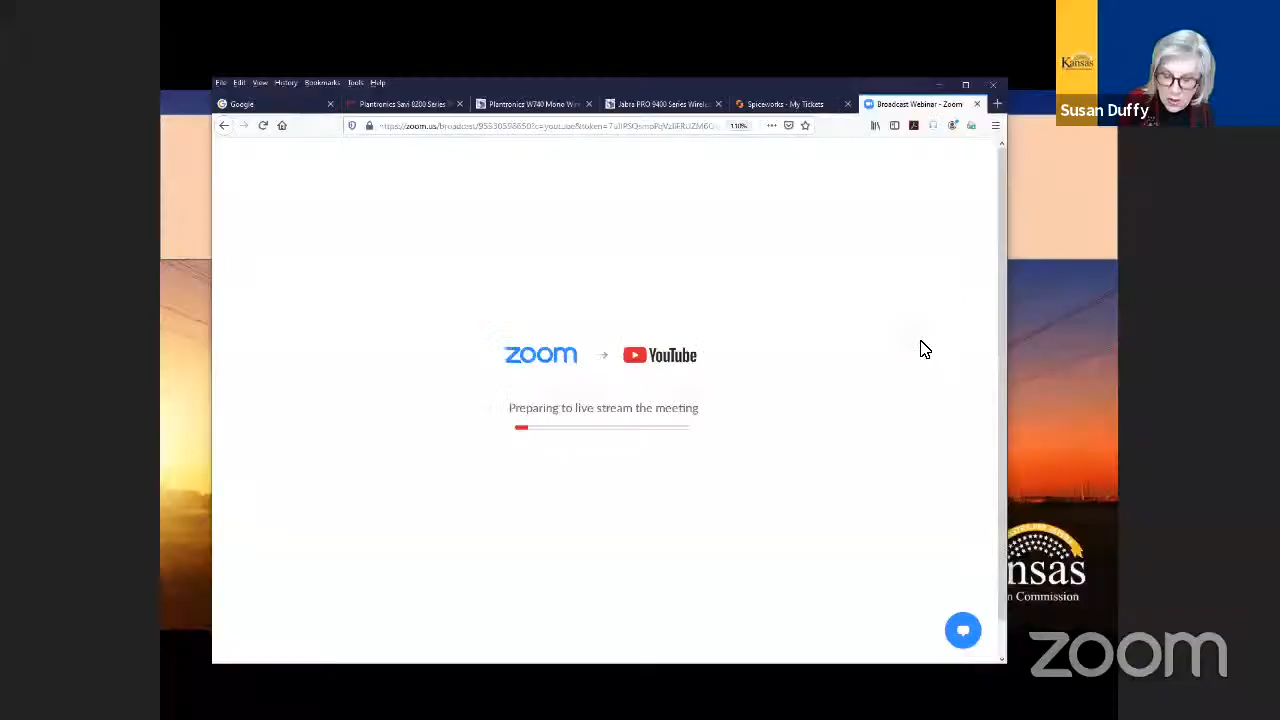 File Edit View History Bookmarks Tools Help
Google
Plantronics Savi 8200 Series
Plantronics W740 Mono Wir
Jabra PRO 9400 Series Wirele
Spiceworks - My Tickets
Broadcast Webinar - Zoom
110%
zoom
YouTube
Preparing to live stream the meeting
Kansas
Susan Duffy
nsas
n Commission
zoom